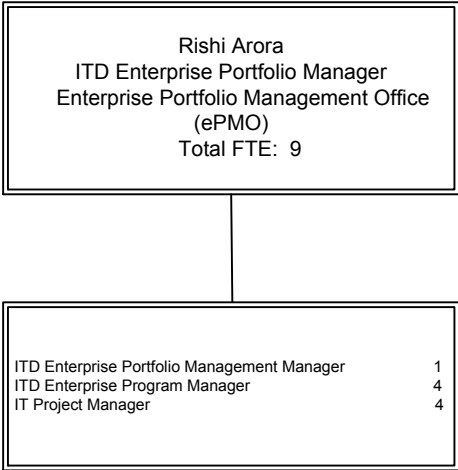 Rishi Arora
ITD Enterprise Portfolio Manager
Enterprise Portfolio Management Office
(ePMO)
Total FTE: 9
ITD Enterprise Portfolio Management Manager 1
ITD Enterprise Program Manager 4
IT Project Manager 4